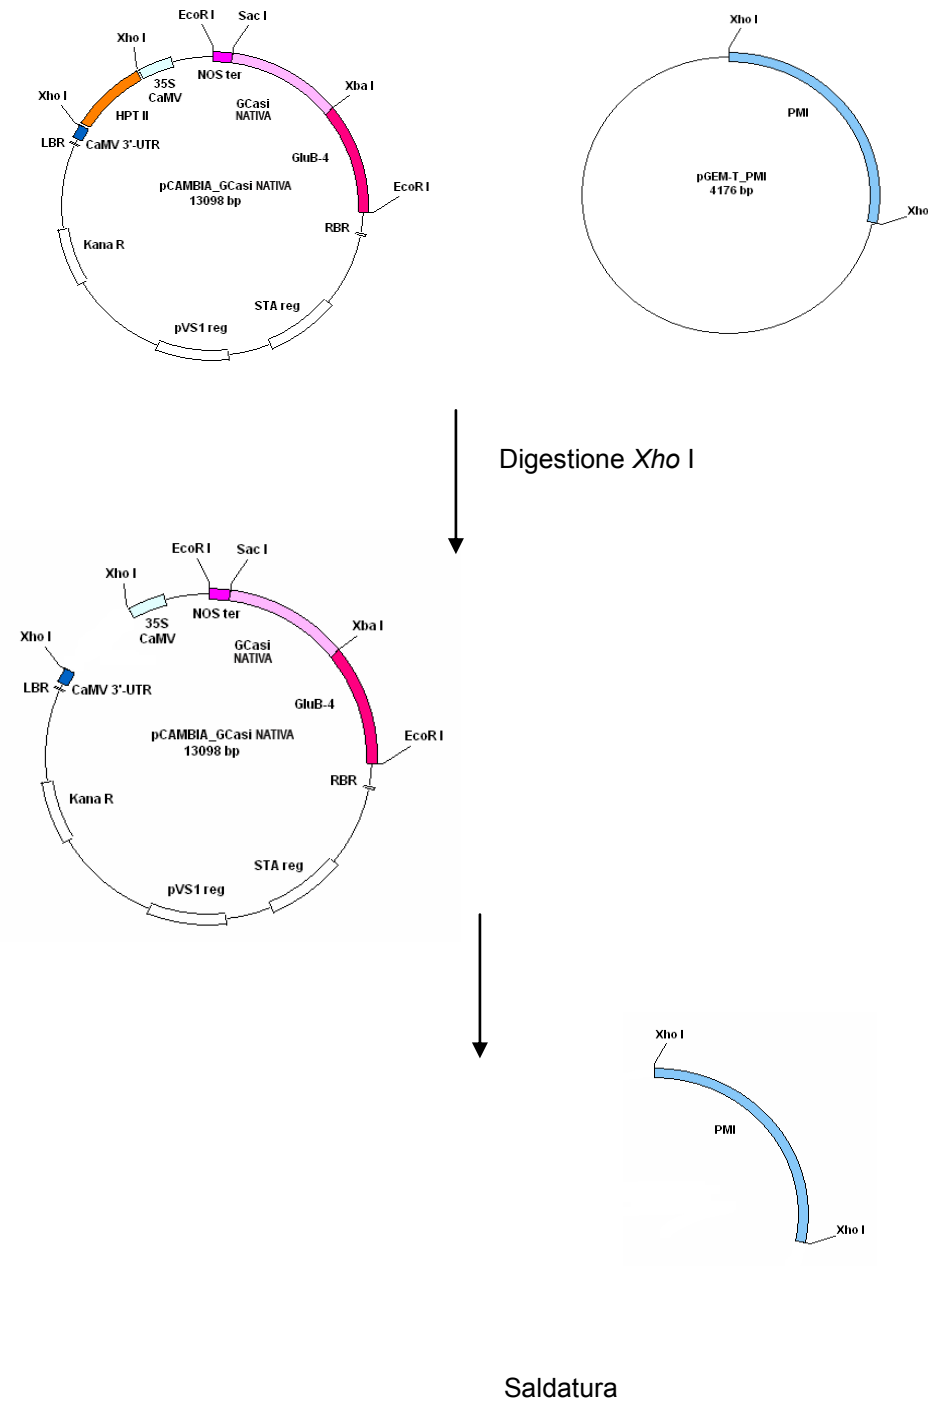 EcoR I
Sac I
Xho I
35S
CaMV
NOS ter
GCasi
NATIVA
Xba I
Xho I
HPT II
LBR
CaMV 3'-UTR
GluB-4
pCAMBIA_GCasi NATIVA
13098 bp
EcoR I
RBR
Kana R
STA reg
pVS1 reg
Xho I
PMI
pGEM-T_PMI
4176 bp
Xho
Digestione Xho I
EcoR I
Sac I
Xho I
35S
CaMV
NOS ter
GCasi
NATIVA
Xba I
Xho I
LBR
CaMV 3'-UTR
GluB-4
pCAMBIA_GCasi NATIVA
13098 bp
EcoR I
RBR
Kana R
STA reg
pVS1 reg
Xho I
PMI
Xho I
Saldatura